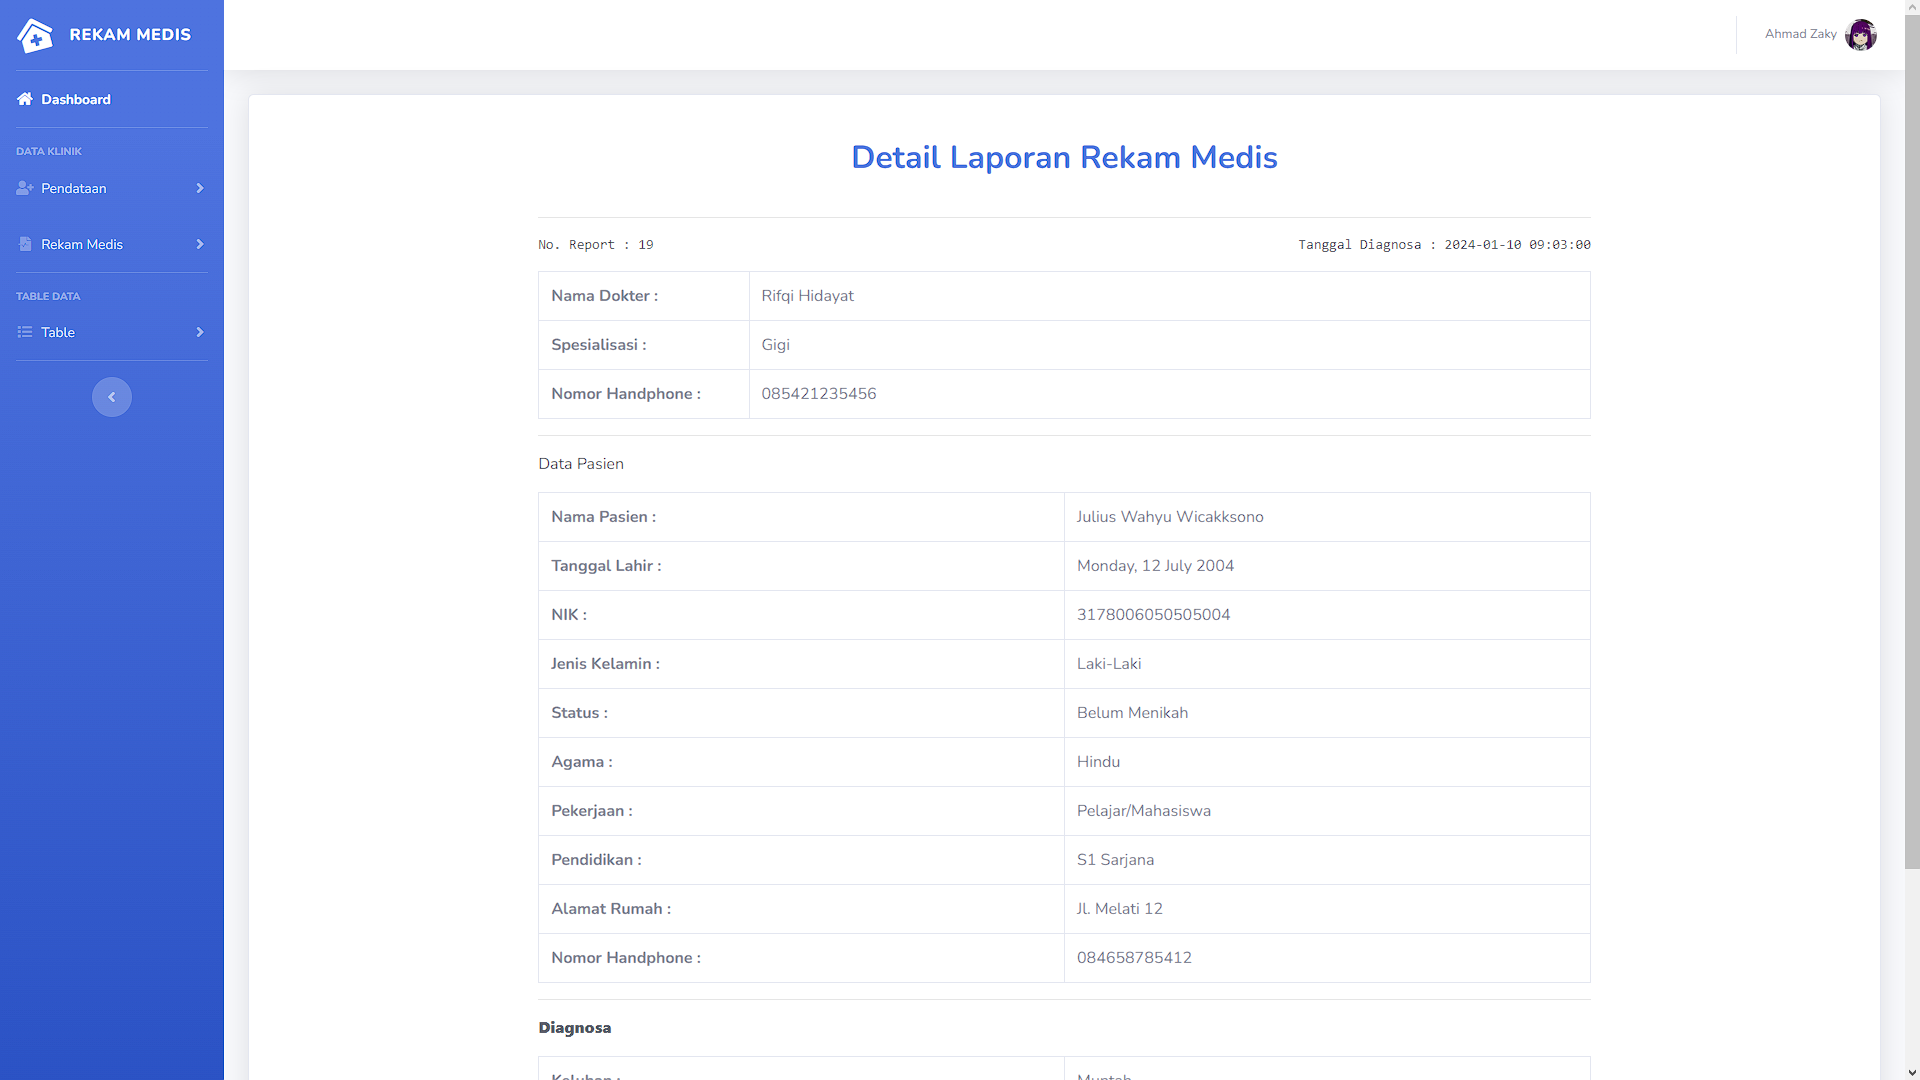 REKAM MEDIS
Ahmad Zaky
Dashboard
DATA KLINIK
Pendataan
Rekam Medis
TABLE DATA
Table
Detail Laporan Rekam Medis
No. Report : 19 Tanggal Diagnosa : 2024-01-10 09:03:00
Nama Dokter : Rifqi Hidayat
Spesialisasi : Gigi
Nomor Handphone : 085421235456
Data Pasien
Nama Pasien : Julius Wahyu Wicakksono
Tanggal Lahir : Monday, 12 July 2004
NIK : 3178006050505004
Jenis Kelamin : Laki-Laki
Status : Belum Menikah
Agama : Hindu
Pekerjaan : Pelajar/Mahasiswa
Pendidikan : S1 Sarjana
Alamat Rumah : Jl. Melati 12
Nomor Handphone : 084658785412
Diagnosa
Keluhan : Muntah